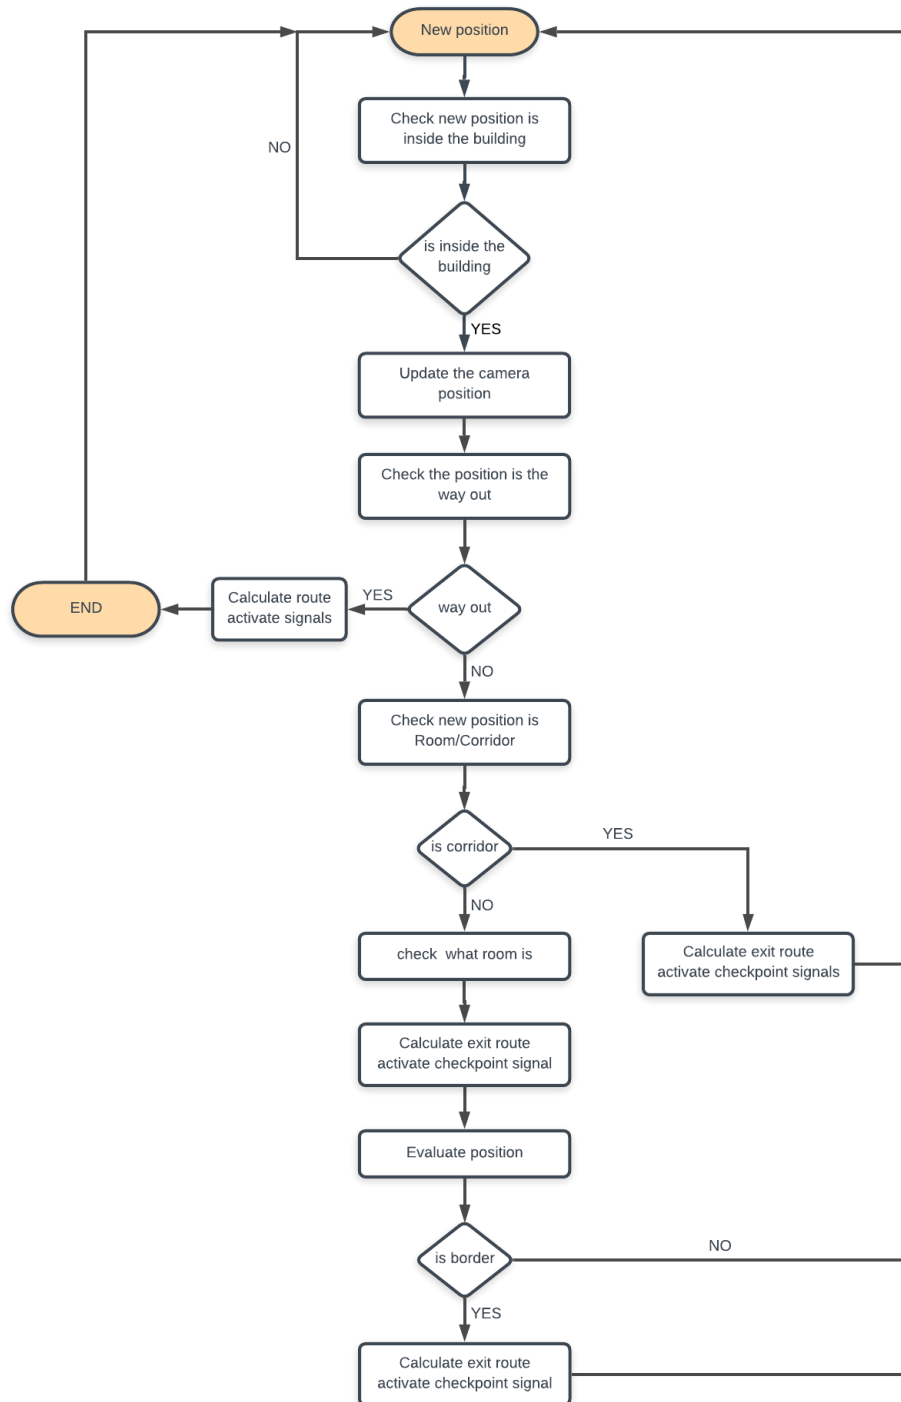 New position
Check new position is
inside the building
NO
is inside the
building
YES
Update the camera
position
Check the position is the
way out
END
Calculate route
activate signals
YES
way out
NO
Check new position is
Room/Corridor
is corridor
YES
NO
check what room is
Calculate exit route
activate checkpoint signals
Calculate exit route
activate checkpoint signal
Evaluate position
is border
NO
YES
Calculate exit route
activate checkpoint signal